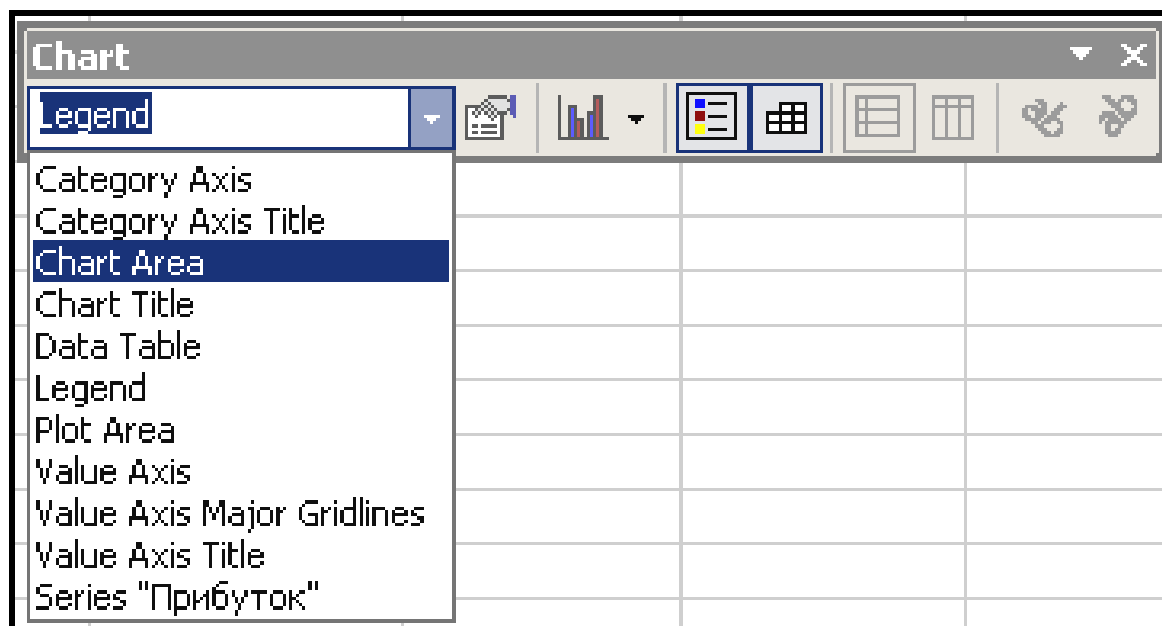 Chart
Legend
Category Axis
Category Axis Title
Chart Area
Chart Title
Data Table
Legend
Plot Area
Value Axis
Value Axis Major Gridlines
Value Axis Title
Series "Прибуток"